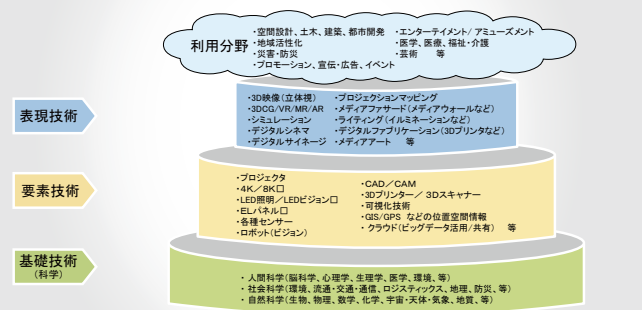 利用分野
・空間設計、土木、建築、都市開発
・地域活性化
・災害・防災
・プロモーション、宣伝・広告、イベント
・エンターテイメント/ アミューズメント
・医学、医療、福祉・介護
・芸術 等
表現技術
・3D映像(立体視)
・3DCG/VR/MR/AR
・シミュレーション
・デジタルシネマ
・デジタルサイネージ
・プロジェクションマッピング
・メディアファサード(メディアウォールなど)
・ライティング(イルミネーションなど)
・デジタルファブリケーション(3Dプリンタなど)
・メディアアート 等
要素技術
・プロジェクタ
・4K/8K□
・LED照明/LEDビジョン□
・ELパネル□
・各種センサー
・ロボット(ビジョン)
・CAD/CAM
・3Dプリンター/ 3Dスキャナー
・可視化技術
・GIS/GPS などの位置空間情報
・ クラウド(ビッグデータ活用/共有) 等
基礎技術
(科学)
・ 人間科学(脳科学、心理学、生理学、医学、環境、等)
・ 社会科学(環境、流通・交通・通信、ロジスティックス、地理、防災、等)
・ 自然科学(生物、物理、数学、化学、宇宙・天体・気象、地質、等)